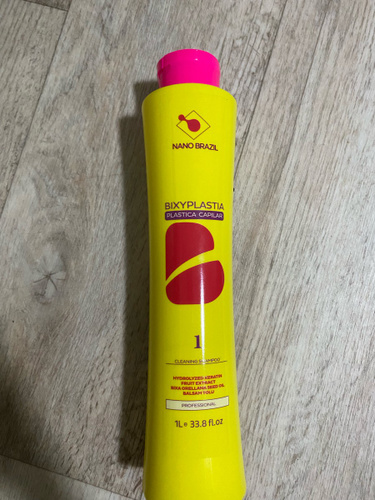 NANO BRAZIL
BIXYPLASTIA
PLASTICA CAPILAR
1
CLEANING SHAMPOO
HYDROLYZED KERATIN
FRUIT EXTRACT
BIXA ORELLANA SEED OIL
BALSAM TOLU
PROFESSIONAL
1L= 33.8 fl.oz